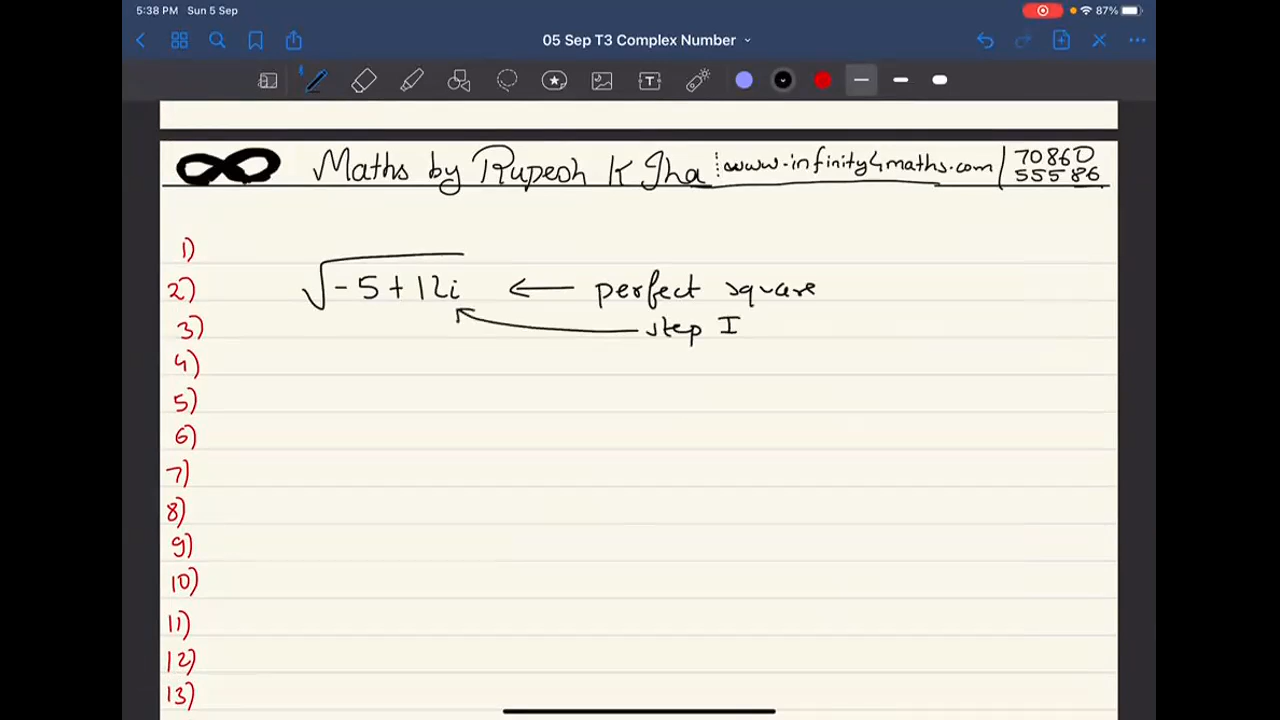 5:38 PM Sun 5 Sep 87%
05 Sep T3 Complex Number
T
Maths by Rupesh K Jha www.infinity4maths.com 70860
55586
1)
2) √-5+12i ← perfect square
3) step I
4)
5)
6)
7)
8)
9)
10)
11)
12)
13)